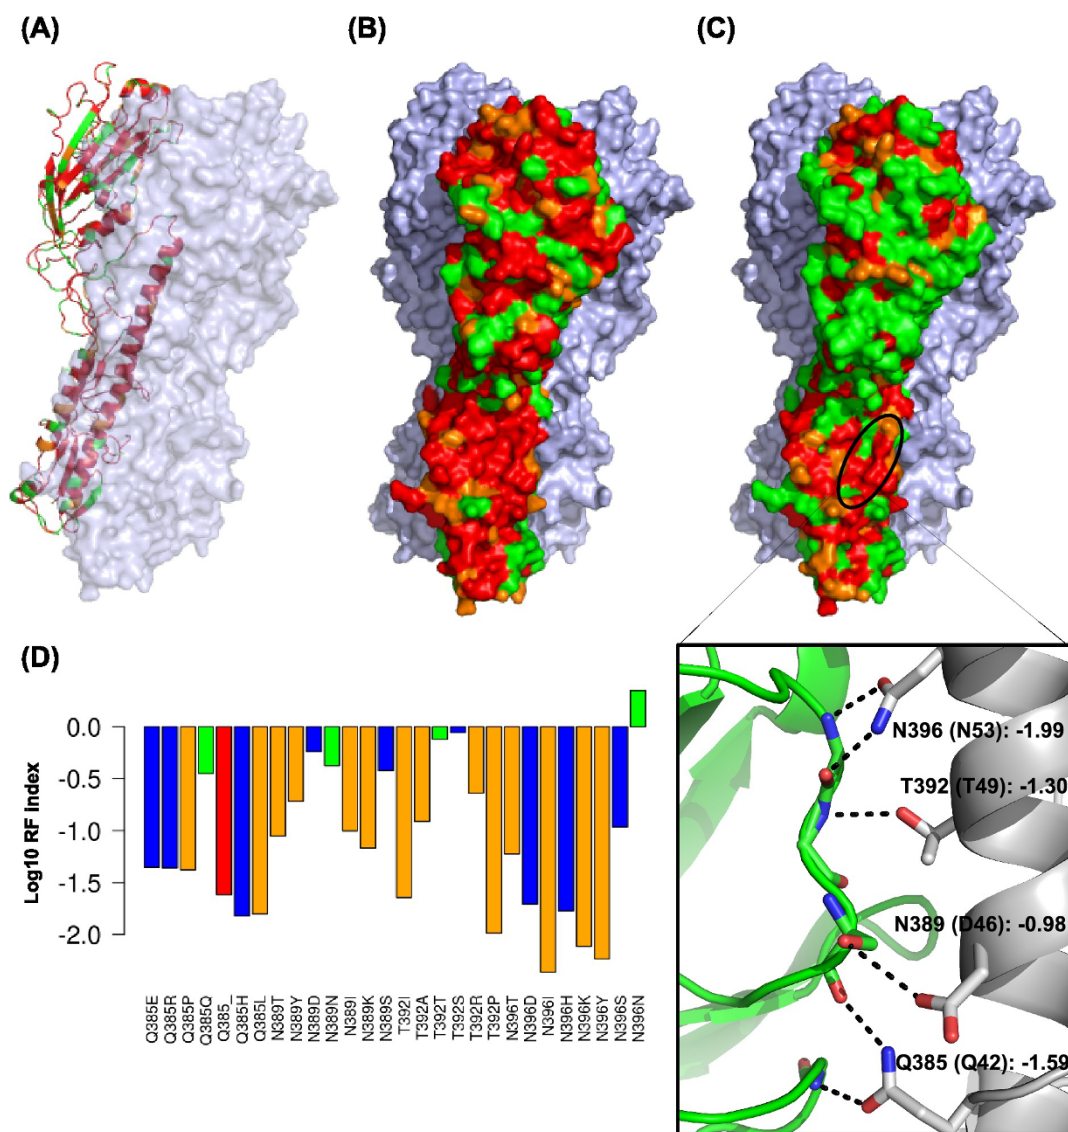 (A)
(B)
(C)
(D)
Log10 RF Index
0.0
-0.5
-1.0
-1.5
-2.0
Q385E
Q385R
Q385P
Q385Q
Q385_
Q385H
Q385L
N389T
N389Y
N389D
N389N
N389I
N389K
N389S
T392I
T392A
T392T
T392S
T392R
T392P
N396T
N396D
N396I
N396H
N396K
N396Y
N396S
N396N
N396 (N53): -1.99
T392 (T49): -1.30
N389 (D46): -0.98
Q385 (Q42): -1.59